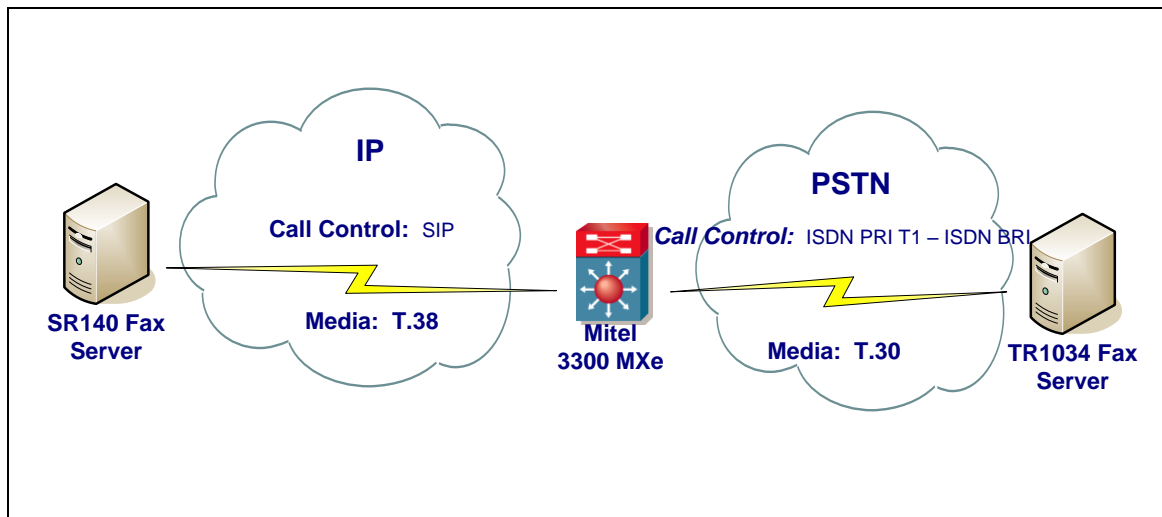 IP
Call Control: SIP
Media: T.38
SR140 Fax
Server
Mitel
3300 MXe
PSTN
Call Control: ISDN PRI T1 – ISDN BRI
Media: T.30
TR1034 Fax
Server